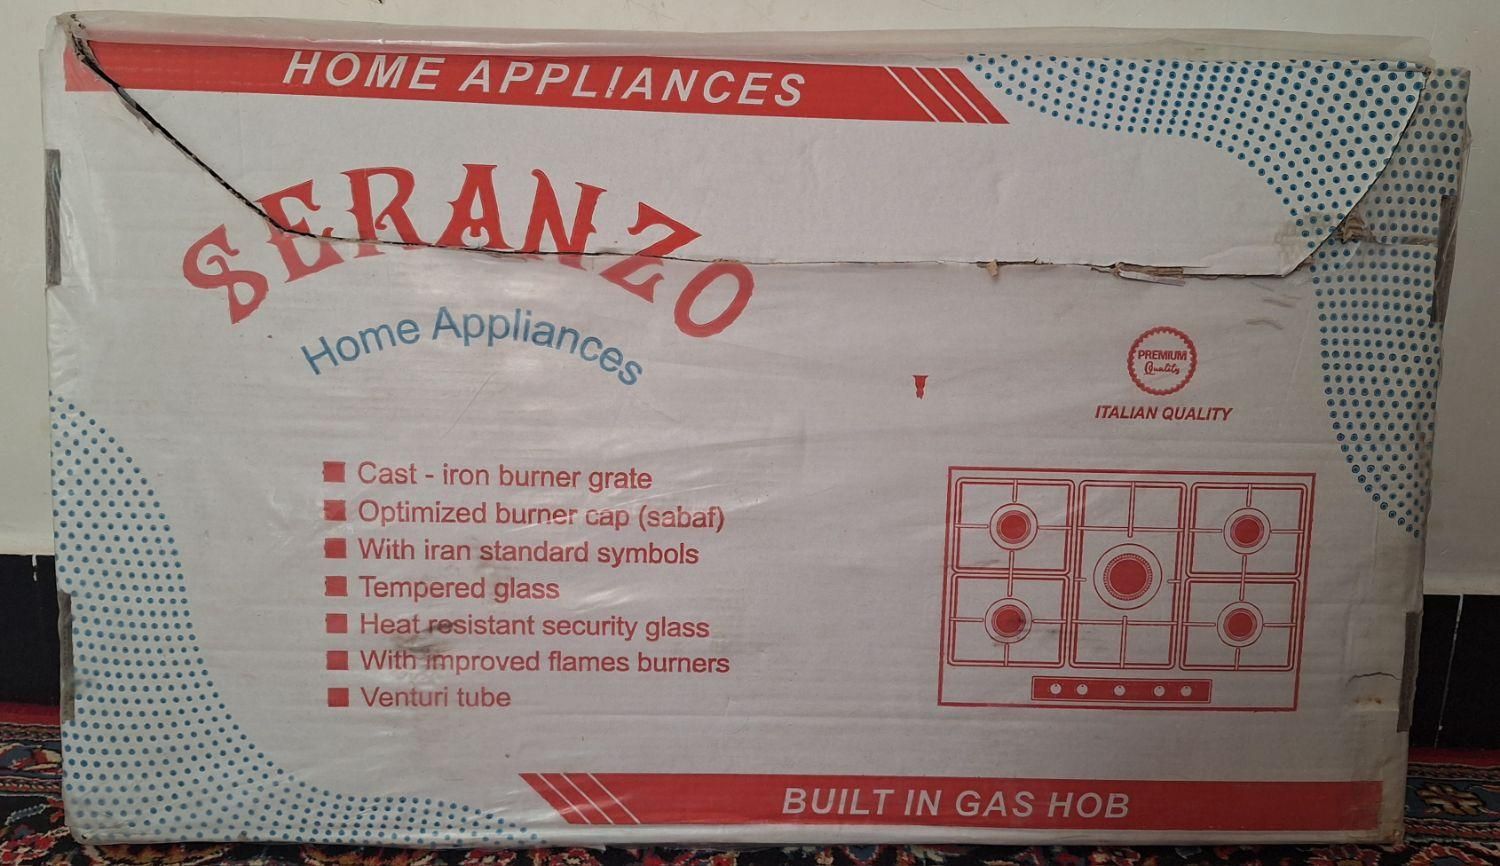 HOME APPLIANCES
SERANZO
Home Appliances
PREMIUM
Quality
ITALIAN QUALITY
Cast - iron burner grate
Optimized burner cap (sabaf)
With iran standard symbols
Tempered glass
Heat resistant security glass
With improved flames burners
Venturi tube
BUILT IN GAS HOB